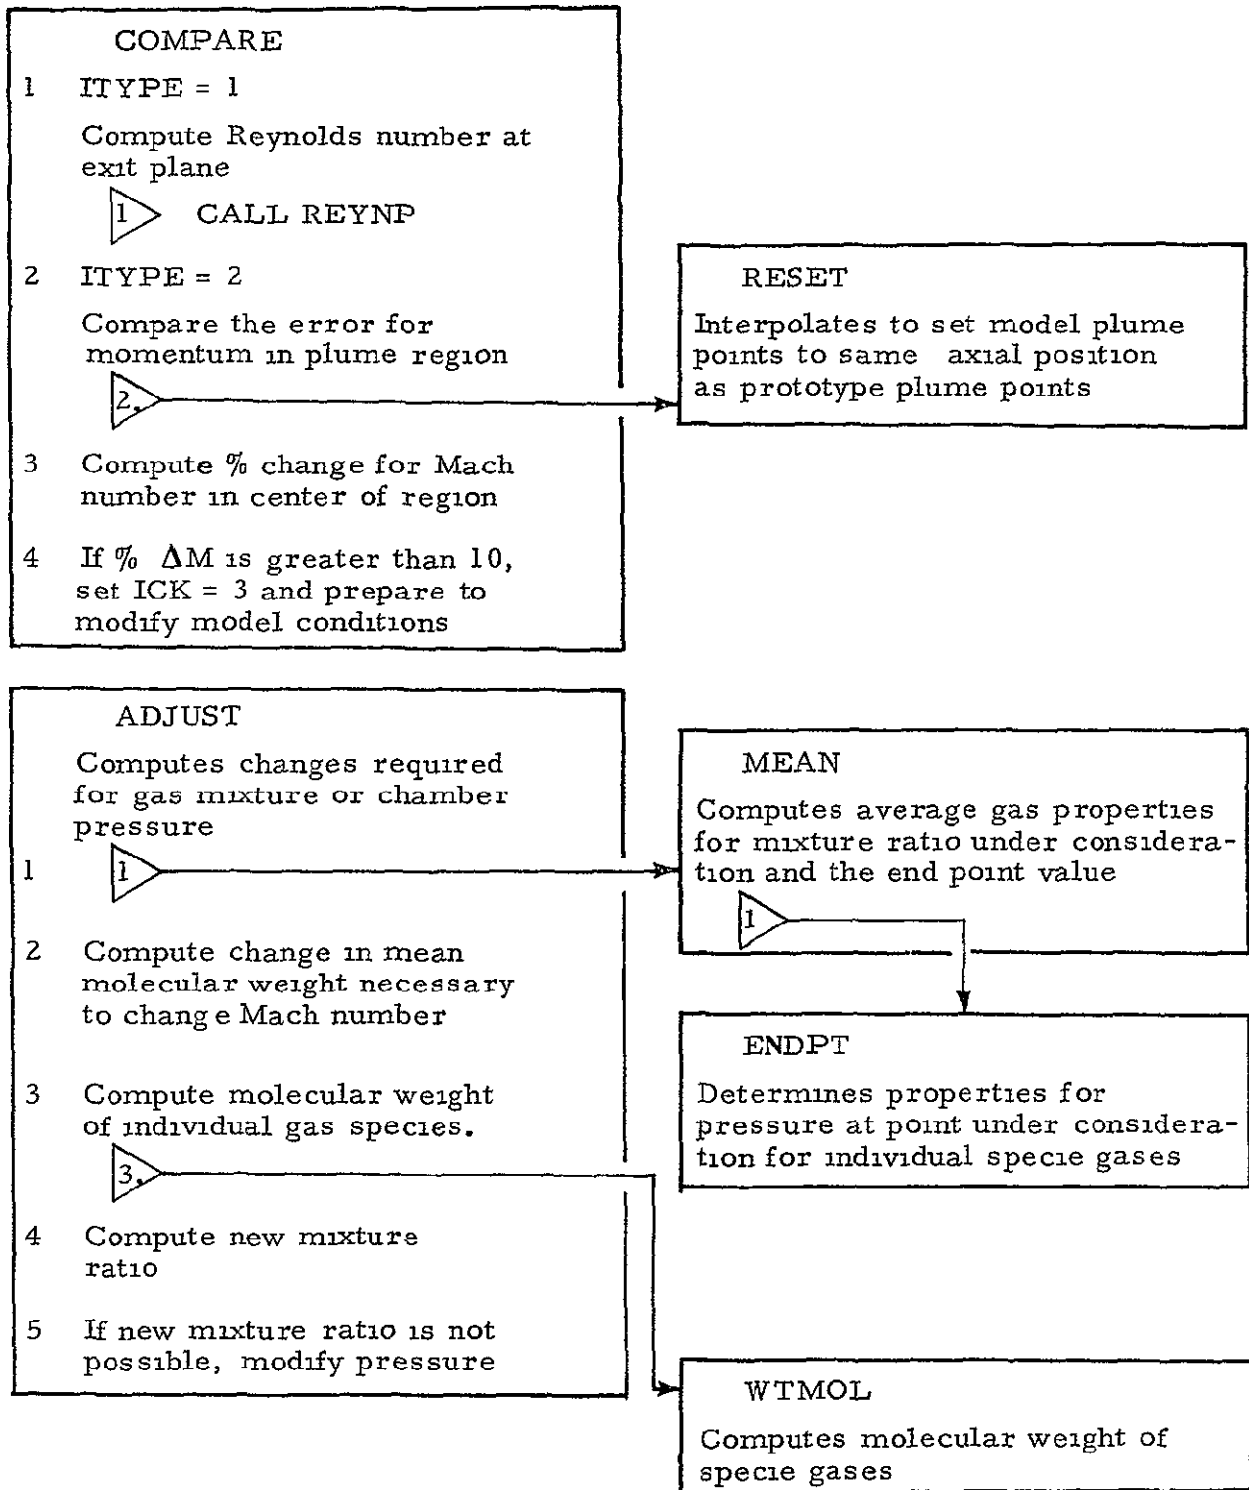 COMPARE
1 ITYPE = 1
Compute Reynolds number at
exit plane
1 CALL REYNP
2 ITYPE = 2
Compare the error for
momentum in plume region
2.
3 Compute % change for Mach
number in center of region
4 If % ΔM is greater than 10,
set ICK = 3 and prepare to
modify model conditions
RESET
Interpolates to set model plume
points to same axial position
as prototype plume points
ADJUST
Computes changes required
for gas mixture or chamber
pressure
1 1
2 Compute change in mean
molecular weight necessary
to change Mach number
3 Compute molecular weight
of individual gas species.
3.
4 Compute new mixture
ratio
5 If new mixture ratio is not
possible, modify pressure
MEAN
Computes average gas properties
for mixture ratio under considera-
tion and the end point value
1
ENDPT
Determines properties for
pressure at point under considera-
tion for individual specie gases
WTMOL
Computes molecular weight of
specie gases